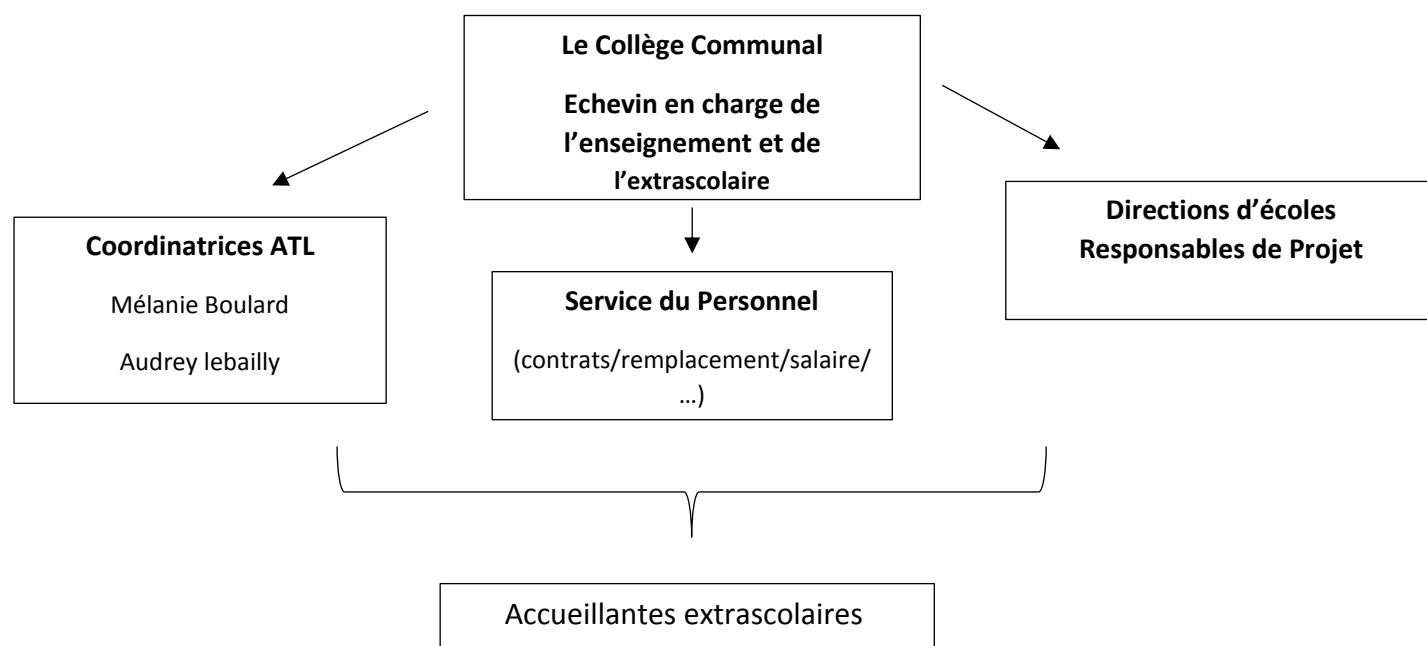 Le Collège Communal
Echevin en charge de
l’enseignement et de
l’extrascolaire
Coordinatrices ATL
Mélanie Boulard
Audrey lebailly
Service du Personnel
(contrats/remplacement/salaire/
…)
Directions d’écoles
Responsables de Projet
Accueillantes extrascolaires